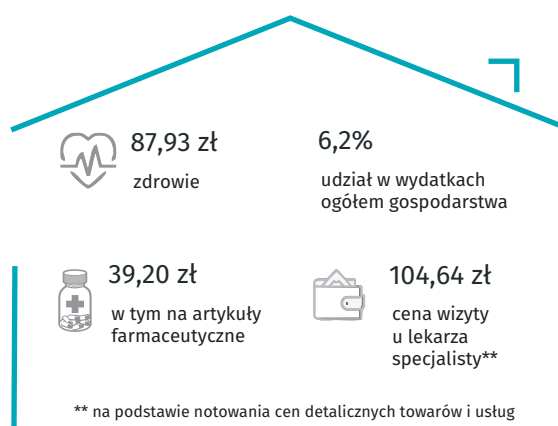 87,93 zł
zdrowie
6,2%
udział w wydatkach
ogółem gospodarstwa
39,20 zł
w tym na artykuły
farmaceutyczne
104,64 zł
cena wizyty
u lekarza
specjalisty**
** na podstawie notowania cen detalicznych towarów i usług